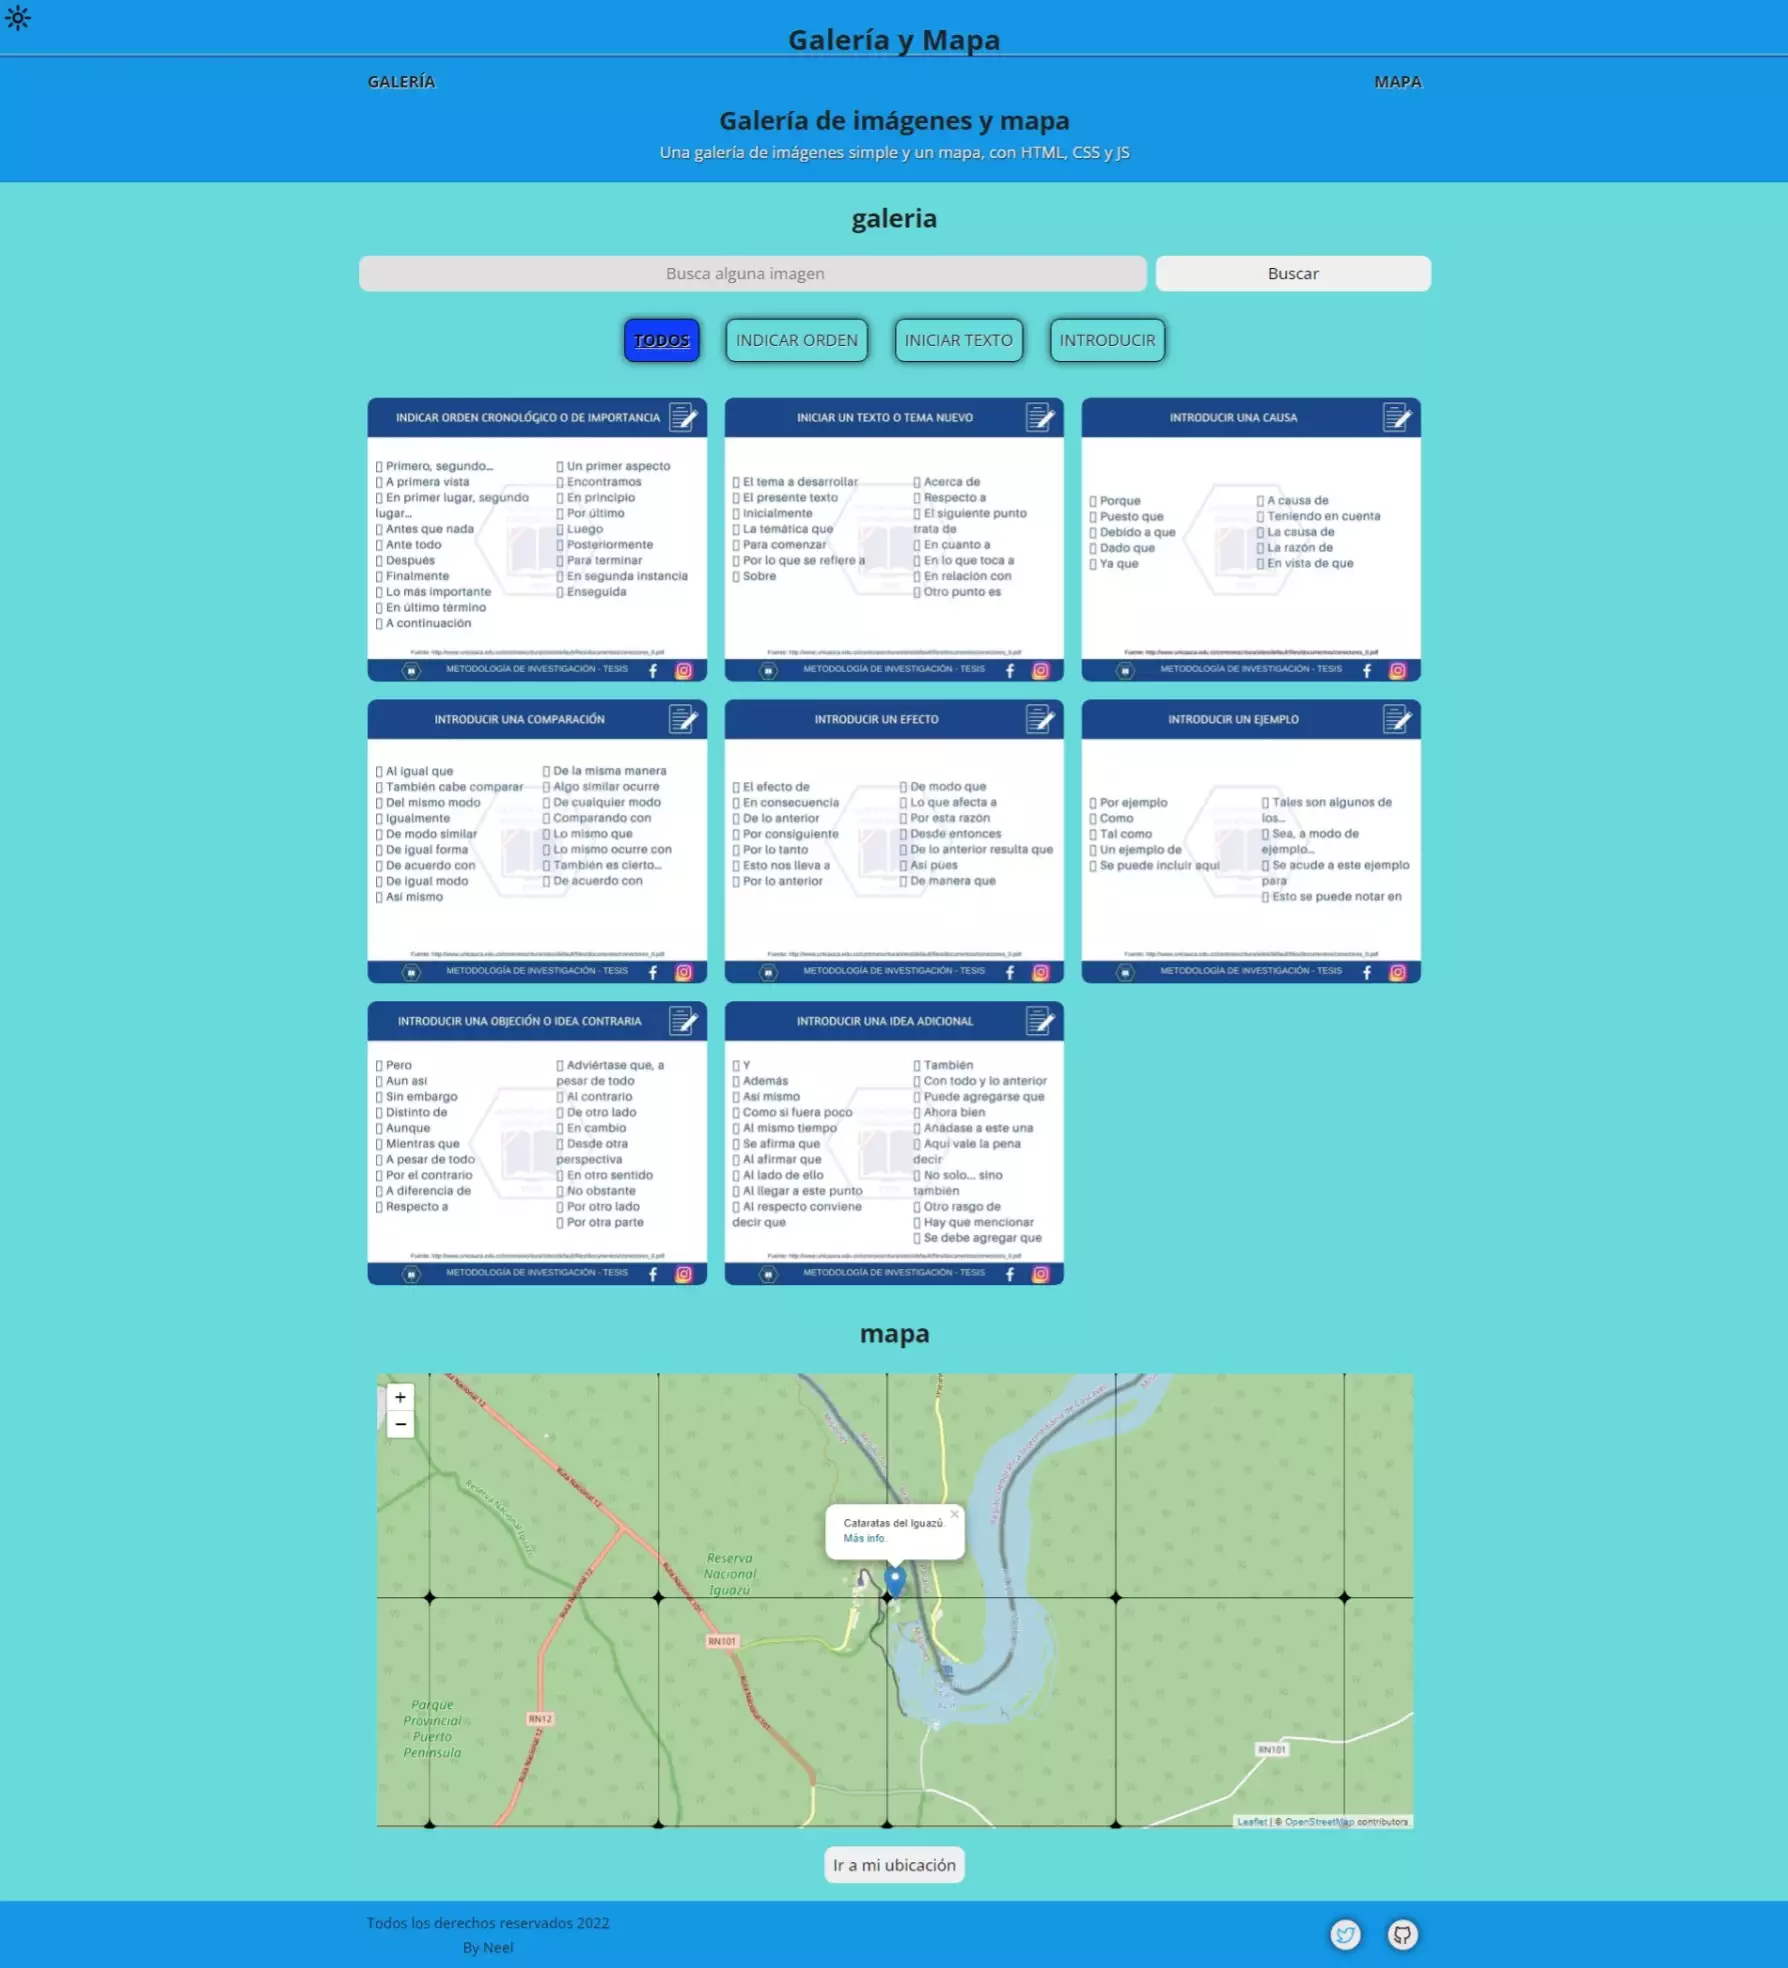 Galería y Mapa
GALERÍA
MAPA
Galería de imágenes y mapa
Una galería de imágenes simple y un mapa, con HTML, CSS y JS
galeria
Busca alguna imagen
Buscar
TODOS
INDICAR ORDEN
INICIAR TEXTO
INTRODUCIR
INDICAR ORDEN CRONOLÓGICO O DE IMPORTANCIA
Primero, segundo...
A primera vista
En primer lugar, segundo
lugar...
Antes que nada
Ante todo
Después
Finalmente
Lo más importante
En último término
A continuación
Un primer aspecto
Encontramos
En principio
Por último
Luego
Posteriormente
Para terminar
En segunda instancia
Enseguida
METODOLOGÍA DE INVESTIGACIÓN - TESIS
INICIAR UN TEXTO O TEMA NUEVO
El tema a desarrollar
El presente texto
Inicialmente
La temática que
Para comenzar
Por lo que se refiere a
Sobre
Acerca de
Respecto a
El siguiente punto
trata de
En cuanto a
En lo que toca a
En relación con
Otro punto es
METODOLOGÍA DE INVESTIGACIÓN - TESIS
INTRODUCIR UNA CAUSA
Porque
Puesto que
Debido a que
Dado que
Ya que
A causa de
Teniendo en cuenta
La causa de
La razón de
En vista de que
METODOLOGÍA DE INVESTIGACIÓN - TESIS
INTRODUCIR UNA COMPARACIÓN
Al igual que
También cabe comparar
Del mismo modo
Igualmente
De modo similar
De igual forma
De acuerdo con
De igual modo
Así mismo
De la misma manera
Algo similar ocurre
De cualquier modo
Comparando con
Lo mismo que
Lo mismo ocurre con
También es cierto...
De acuerdo con
METODOLOGÍA DE INVESTIGACIÓN - TESIS
INTRODUCIR UN EFECTO
El efecto de
En consecuencia
De lo anterior
Por consiguiente
Por lo tanto
Esto nos lleva a
Por lo anterior
De modo que
Lo que afecta a
Por esta razón
Desde entonces
De lo anterior resulta que
Así pues
De manera que
METODOLOGÍA DE INVESTIGACIÓN - TESIS
INTRODUCIR UN EJEMPLO
Por ejemplo
Como
Tal como
Un ejemplo de
Se puede incluir aquí
Tales son algunos de
los...
Sea, a modo de
ejemplo...
Se acude a este ejemplo
para
Esto se puede notar en
METODOLOGÍA DE INVESTIGACIÓN - TESIS
INTRODUCIR UNA OBJECIÓN O IDEA CONTRARIA
Pero
Aun así
Sin embargo
Distinto de
Aunque
Mientras que
A pesar de todo
Por el contrario
A diferencia de
Respecto a
Adviértase que, a
pesar de todo
Al contrario
De otro lado
En cambio
Desde otra
perspectiva
En otro sentido
No obstante
Por otro lado
Por otra parte
METODOLOGÍA DE INVESTIGACIÓN - TESIS
INTRODUCIR UNA IDEA ADICIONAL
Y
Además
Así mismo
Como si fuera poco
Al mismo tiempo
Se afirma que
Al afirmar que
Al lado de ello
Al llegar a este punto
Al respecto conviene
decir que
También
Con todo y lo anterior
Puede agregarse que
Ahora bien
Añádase a este una
Aquí vale la pena
decir
No solo... sino
también
Otro rasgo de
Hay que mencionar
Se debe agregar que
METODOLOGÍA DE INVESTIGACIÓN - TESIS
mapa
+
−
Ruta Nacional 12
Ruta Nacional 12
Reserva Nacional Iguazú
Misiones
Cataratas del Iguazú.
Más info.
×
Reserva
Nacional
Iguazú
Ruta Nacional 12
Ruta Nacional 101
RN101
Parque
Provincial
Puerto
Península
RN12
Ruta Nacional 12
Ruta Nacional 101
RN101
Leaflet | © OpenStreetMap contributors
Ir a mi ubicación
Todos los derechos reservados 2022
By Neel